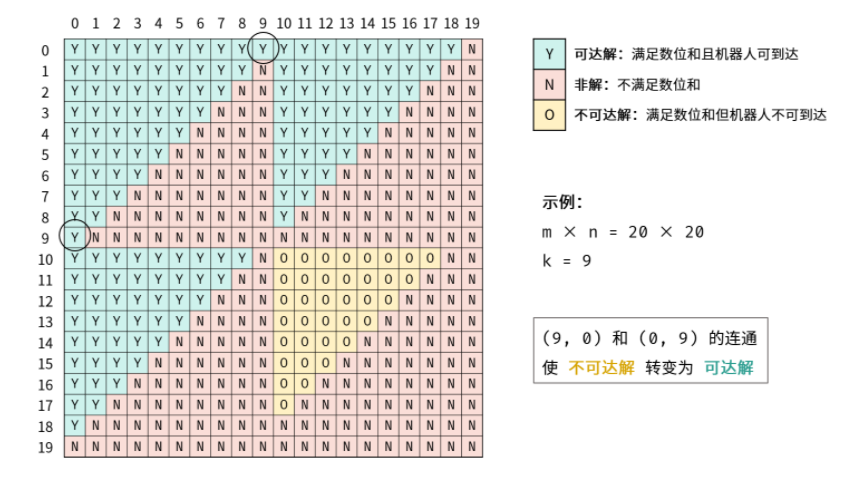 0 1 2 3 4 5 6 7 8 9 10 11 12 13 14 15 16 17 18 19
0 Y Y Y Y Y Y Y Y Y Y Y Y Y Y Y Y Y Y Y N
1 Y Y Y Y Y Y Y Y Y N Y Y Y Y Y Y Y Y N N
2 Y Y Y Y Y Y Y Y N N Y Y Y Y Y Y Y N N N
3 Y Y Y Y Y Y Y N N N Y Y Y Y Y Y N N N N
4 Y Y Y Y Y Y N N N N Y Y Y Y Y N N N N N
5 Y Y Y Y Y N N N N N Y Y Y Y N N N N N N
6 Y Y Y Y N N N N N N Y Y Y N N N N N N N
7 Y Y Y N N N N N N N Y Y N N N N N N N N
8 Y Y N N N N N N N N Y N N N N N N N N N
9 Y N N N N N N N N N N N N N N N N N N N
10 Y Y Y Y Y Y Y Y Y N O O O O O O O O N N
11 Y Y Y Y Y Y Y Y N N O O O O O O O N N N
12 Y Y Y Y Y Y Y N N N O O O O O O N N N N
13 Y Y Y Y Y Y N N N N O O O O O N N N N N
14 Y Y Y Y Y N N N N N O O O O N N N N N N
15 Y Y Y Y N N N N N N O O O N N N N N N N
16 Y Y Y N N N N N N N O O N N N N N N N N
17 Y Y N N N N N N N N O N N N N N N N N N
18 Y N N N N N N N N N N N N N N N N N N N
19 N N N N N N N N N N N N N N N N N N N N
Y 可达解：满足数位和且机器人可到达
N 非解：不满足数位和
O 不可达解：满足数位和但机器人不可到达
示例：
m × n = 20 × 20
k = 9
(9, 0) 和 (0, 9) 的连通
使 不可达解 转变为 可达解